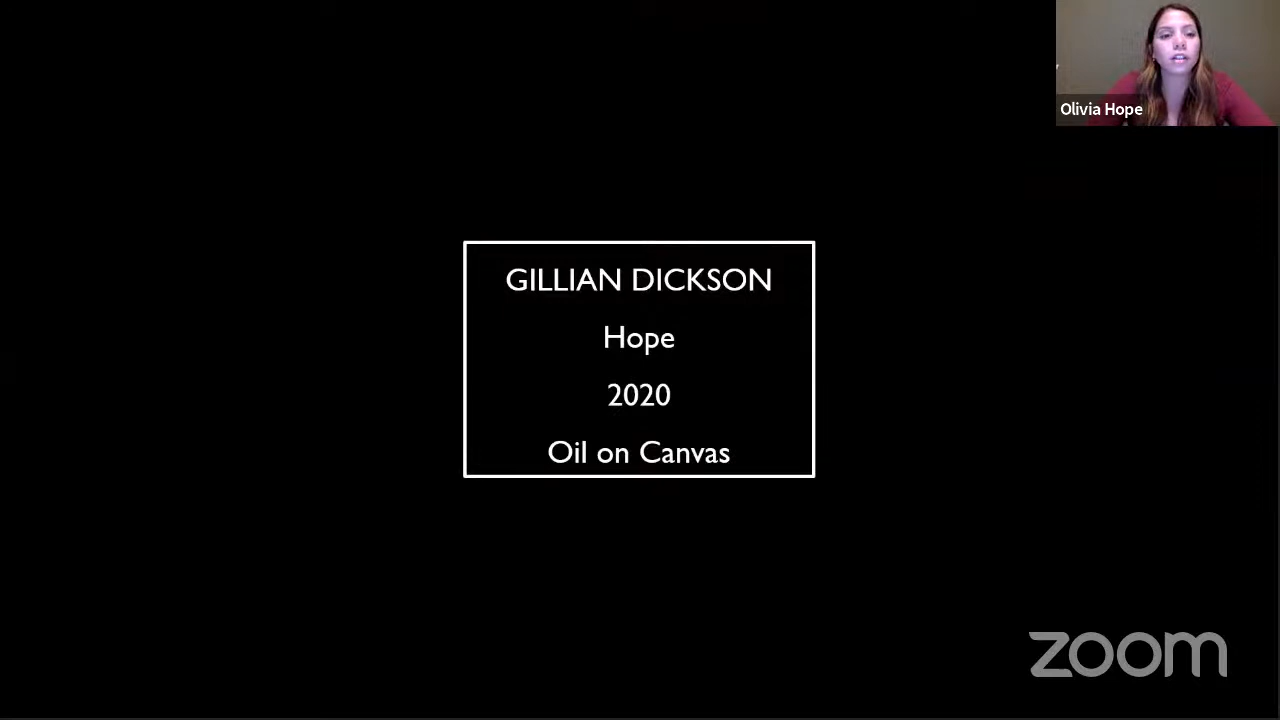 Olivia Hope
GILLIAN DICKSON
Hope
2020
Oil on Canvas
zoom